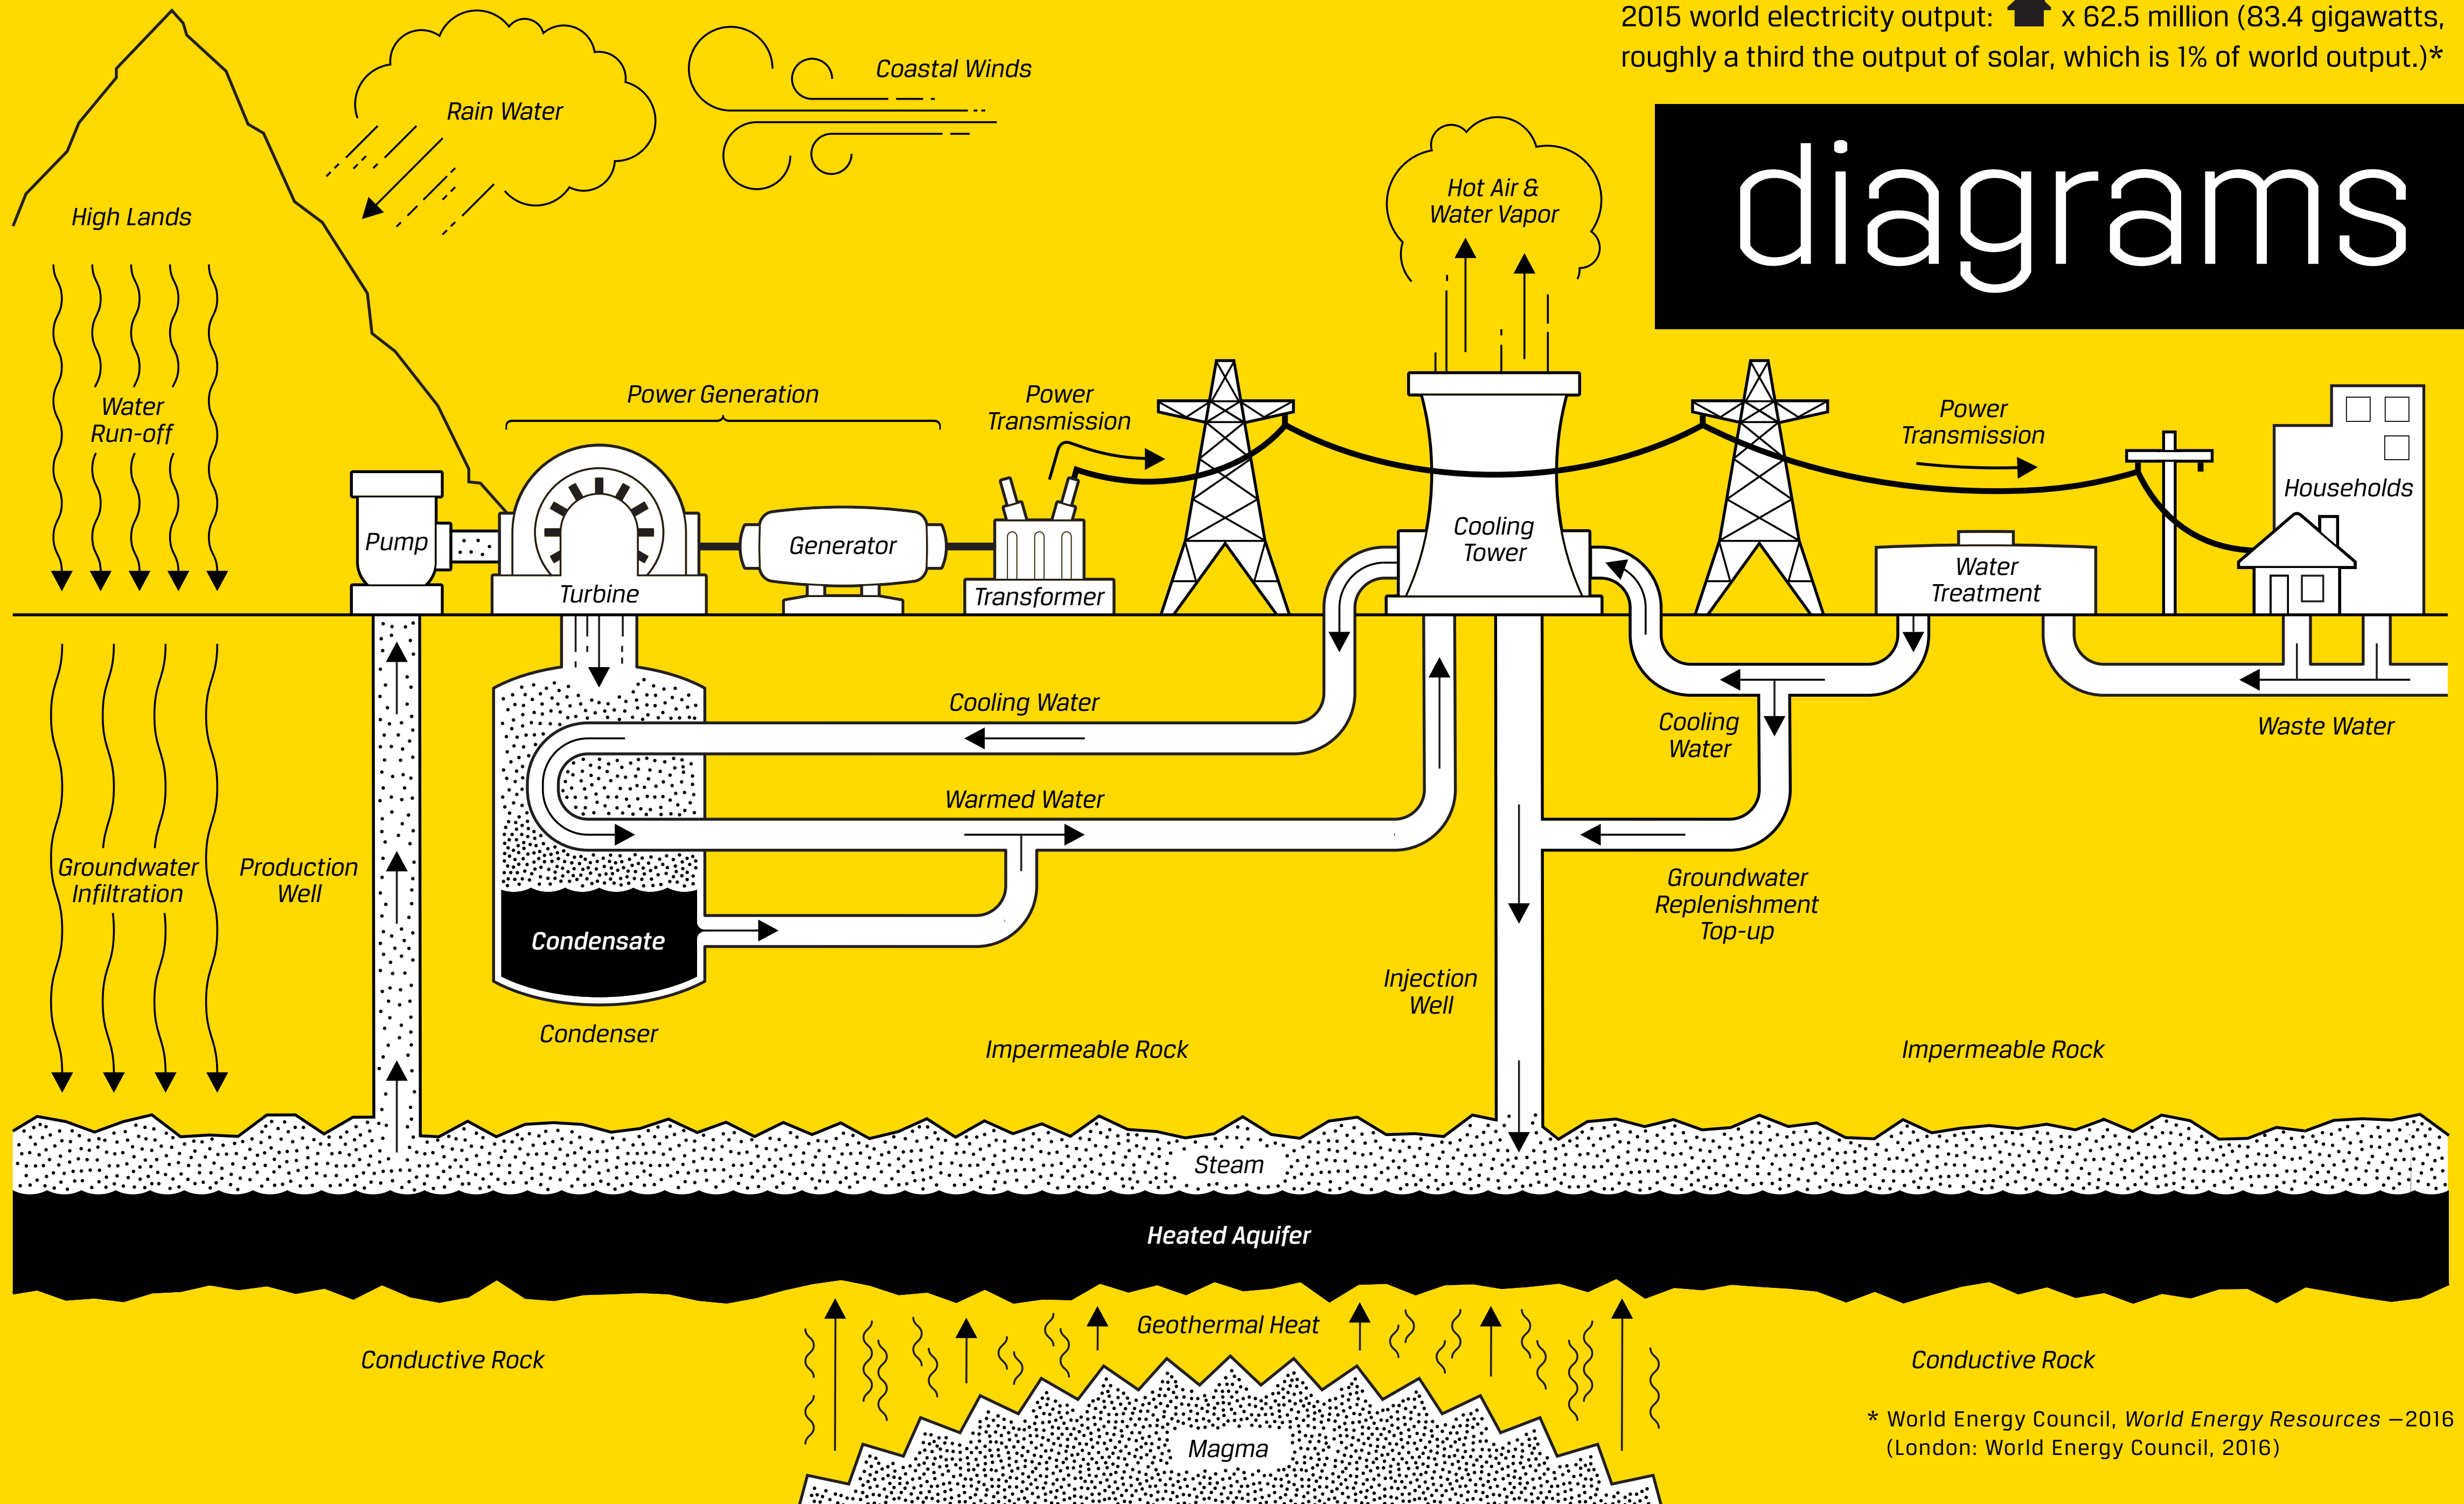 2015 world electricity output: x 62.5 million (83.4 gigawatts,
roughly a third the output of solar, which is 1% of world output.)*
diagrams
Rain Water
Coastal Winds
High Lands
Hot Air &
Water Vapor
Water
Run-off
Power Generation
Power
Transmission
Power
Transmission
Households
Pump
Turbine
Generator
Transformer
Cooling
Tower
Water
Treatment
Cooling Water
Cooling
Water
Waste Water
Warmed Water
Groundwater
Infiltration
Production
Well
Groundwater
Replenishment
Top-up
Condensate
Condenser
Injection
Well
Impermeable Rock
Impermeable Rock
Steam
Heated Aquifer
Geothermal Heat
Conductive Rock
Conductive Rock
Magma
* World Energy Council, World Energy Resources –2016
(London: World Energy Council, 2016)